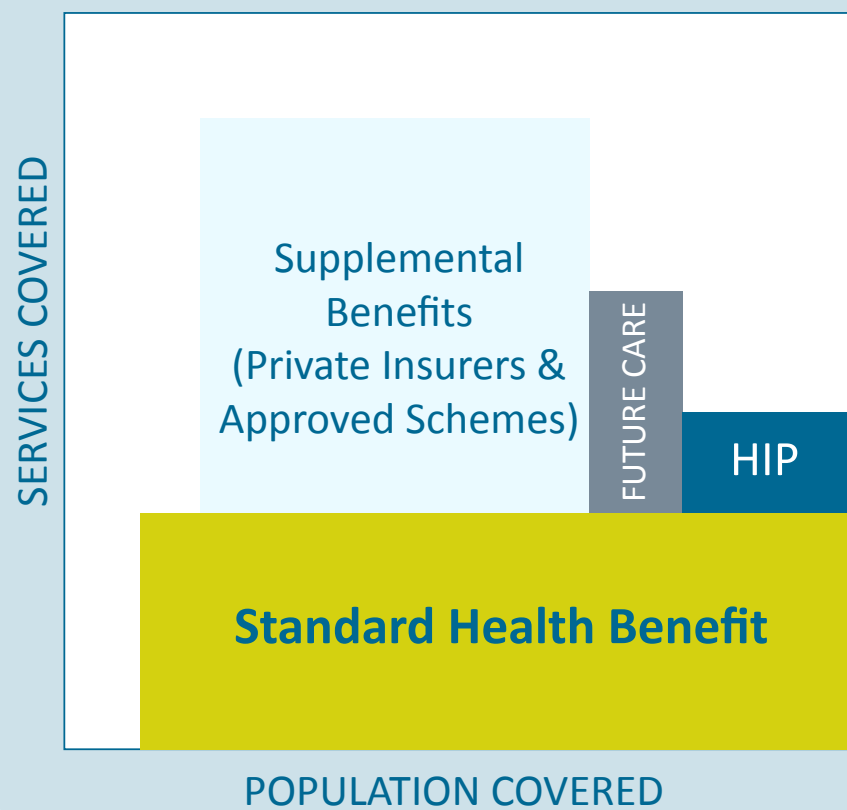 SERVICES COVERED
Supplemental
Benefits
(Private Insurers &
Approved Schemes)
FUTURE CARE
HIP
Standard Health Benefit
POPULATION COVERED